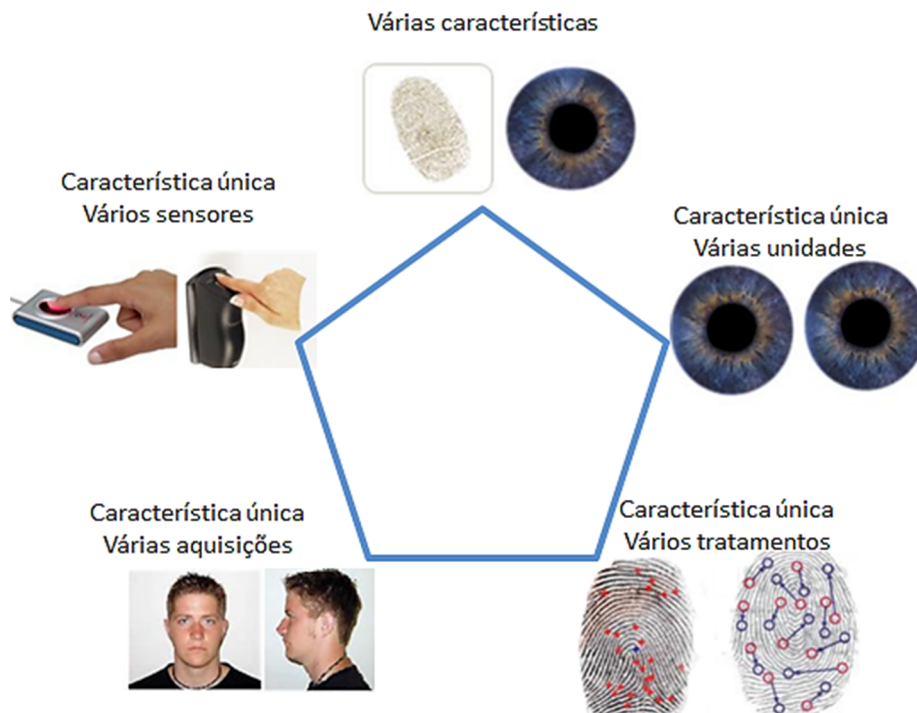 Várias características
Característica única
Vários sensores
Característica única
Várias unidades
Característica única
Várias aquisições
Característica única
Vários tratamentos